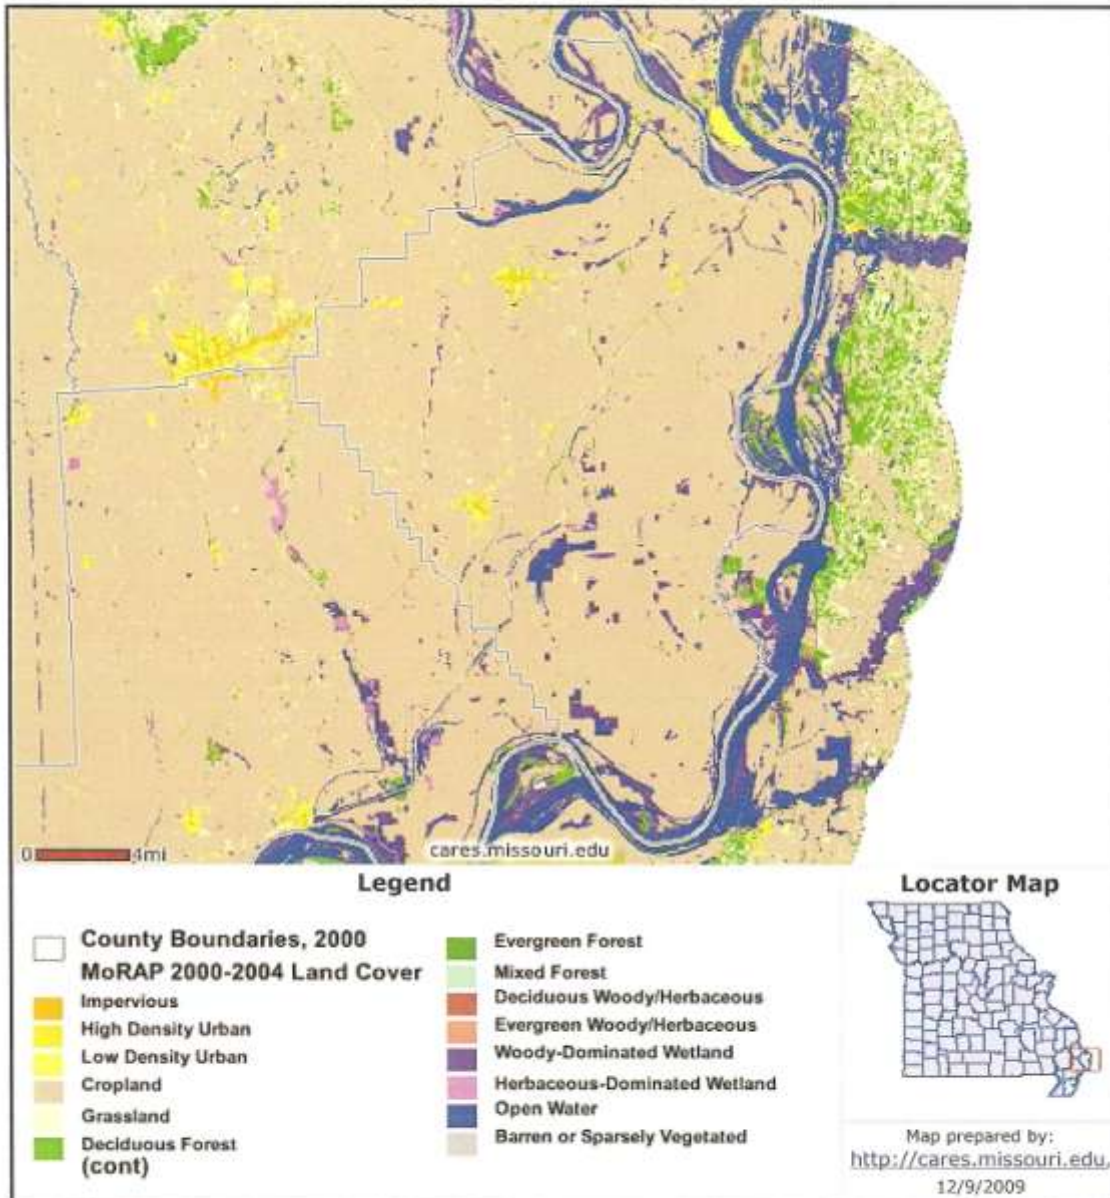 0 4mi
cares.missouri.edu
Legend
County Boundaries, 2000
MoRAP 2000-2004 Land Cover
Impervious
High Density Urban
Low Density Urban
Cropland
Grassland
Deciduous Forest
(cont)
Evergreen Forest
Mixed Forest
Deciduous Woody/Herbaceous
Evergreen Woody/Herbaceous
Woody-Dominated Wetland
Herbaceous-Dominated Wetland
Open Water
Barren or Sparsely Vegetated
Locator Map
Map prepared by:
http://cares.missouri.edu,
12/9/2009